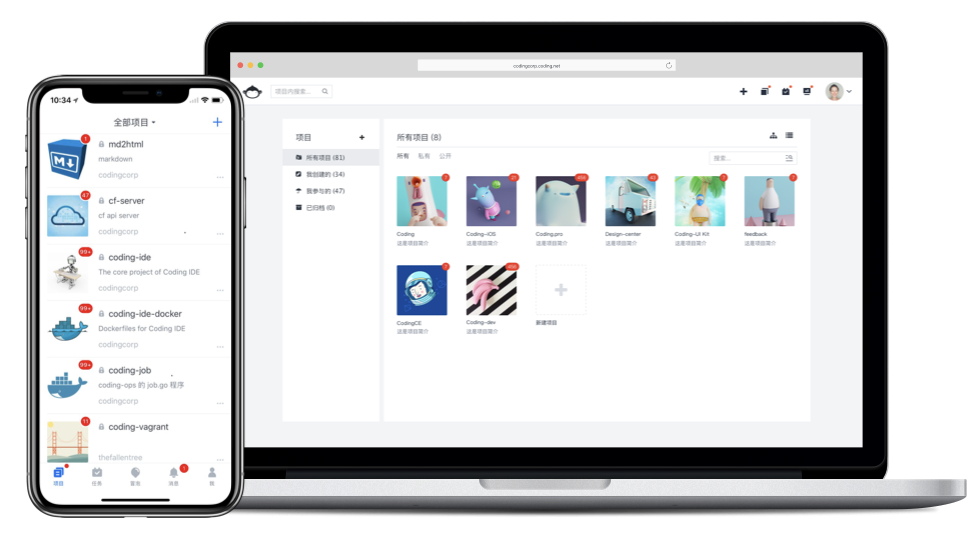 10:34
全部项目
1
md2html
markdown
codingcorp
47
cf-server
cf api server
codingcorp
99+
coding-ide
The core project of Coding IDE
codingcorp
99+
coding-ide-docker
Dockerfiles for Coding IDE
codingcorp
99+
coding-job
coding-ops 的 job.go 程序
codingcorp
11
coding-vagrant
thefallentree
项目
任务
冒泡
消息
1
我
codingcorp.coding.net
项目内搜索...
项目
所有项目 (81)
我创建的 (34)
我参与的 (47)
已归档 (0)
所有项目 (8)
所有 私有 公开
搜索...
Coding
这是项目简介
21
Coding-iOS
这是项目简介
456
Coding.pro
这是项目简介
43
Design-center
这是项目简介
Coding-UI Kit
这是项目简介
feedback
这是项目简介
CodingCE
这是项目简介
456
Coding-dev
这是项目简介
新建项目